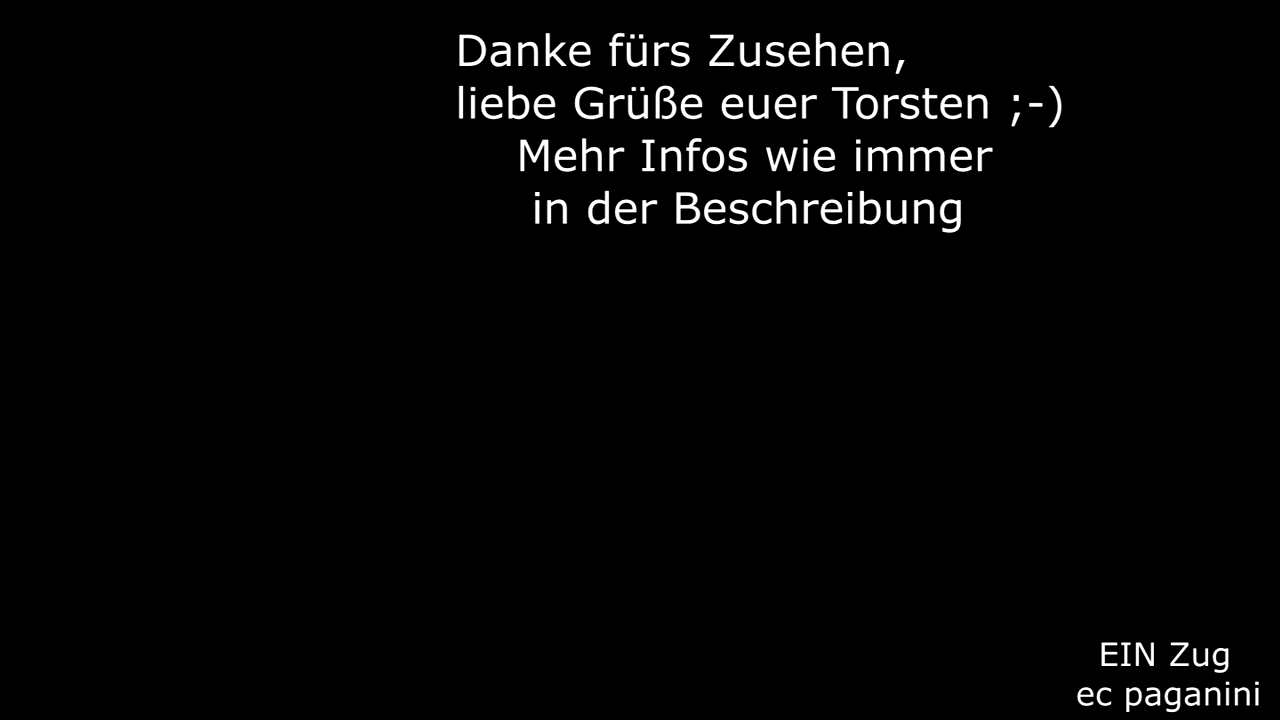 Danke fürs Zusehen,
liebe Grüße euer Torsten ;-)
Mehr Infos wie immer
in der Beschreibung
EIN Zug
ec paganini